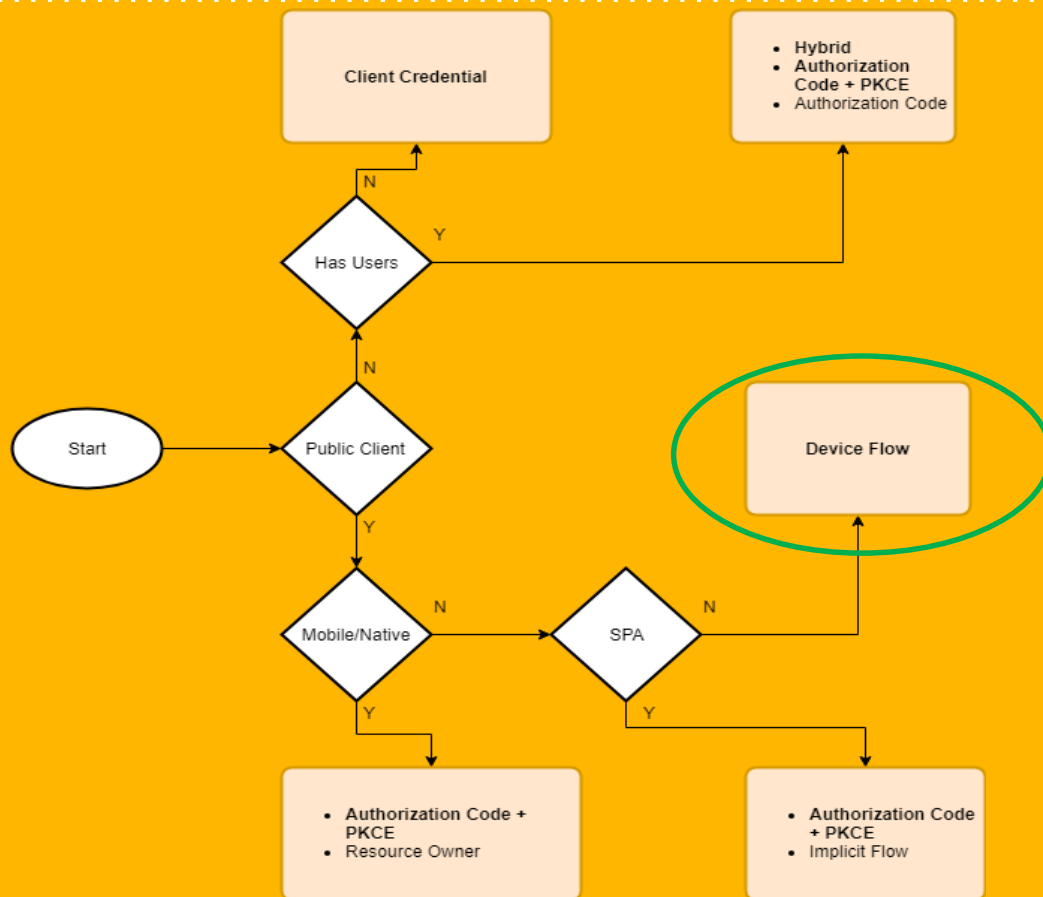 Client Credential
• Hybrid
• Authorization
Code + PKCE
• Authorization Code
N
Has Users
Y
N
Start
Public Client
Device Flow
Y
Mobile/Native
N
SPA
N
Y
Y
• Authorization Code +
PKCE
• Resource Owner
• Authorization Code
+ PKCE
• Implicit Flow